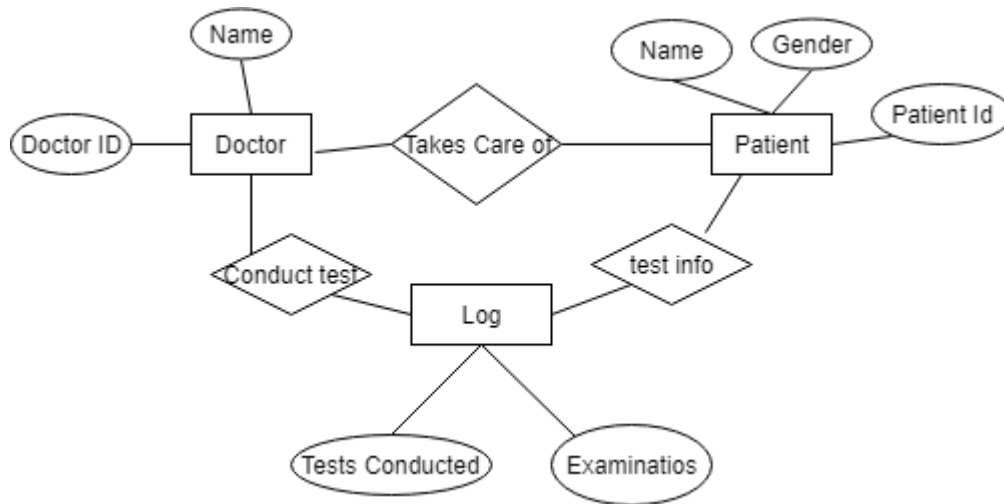 Name
Name
Gender
Doctor ID
Doctor
Takes Care of
Patient
Patient Id
Conduct test
test info
Log
Tests Conducted
Examinatios